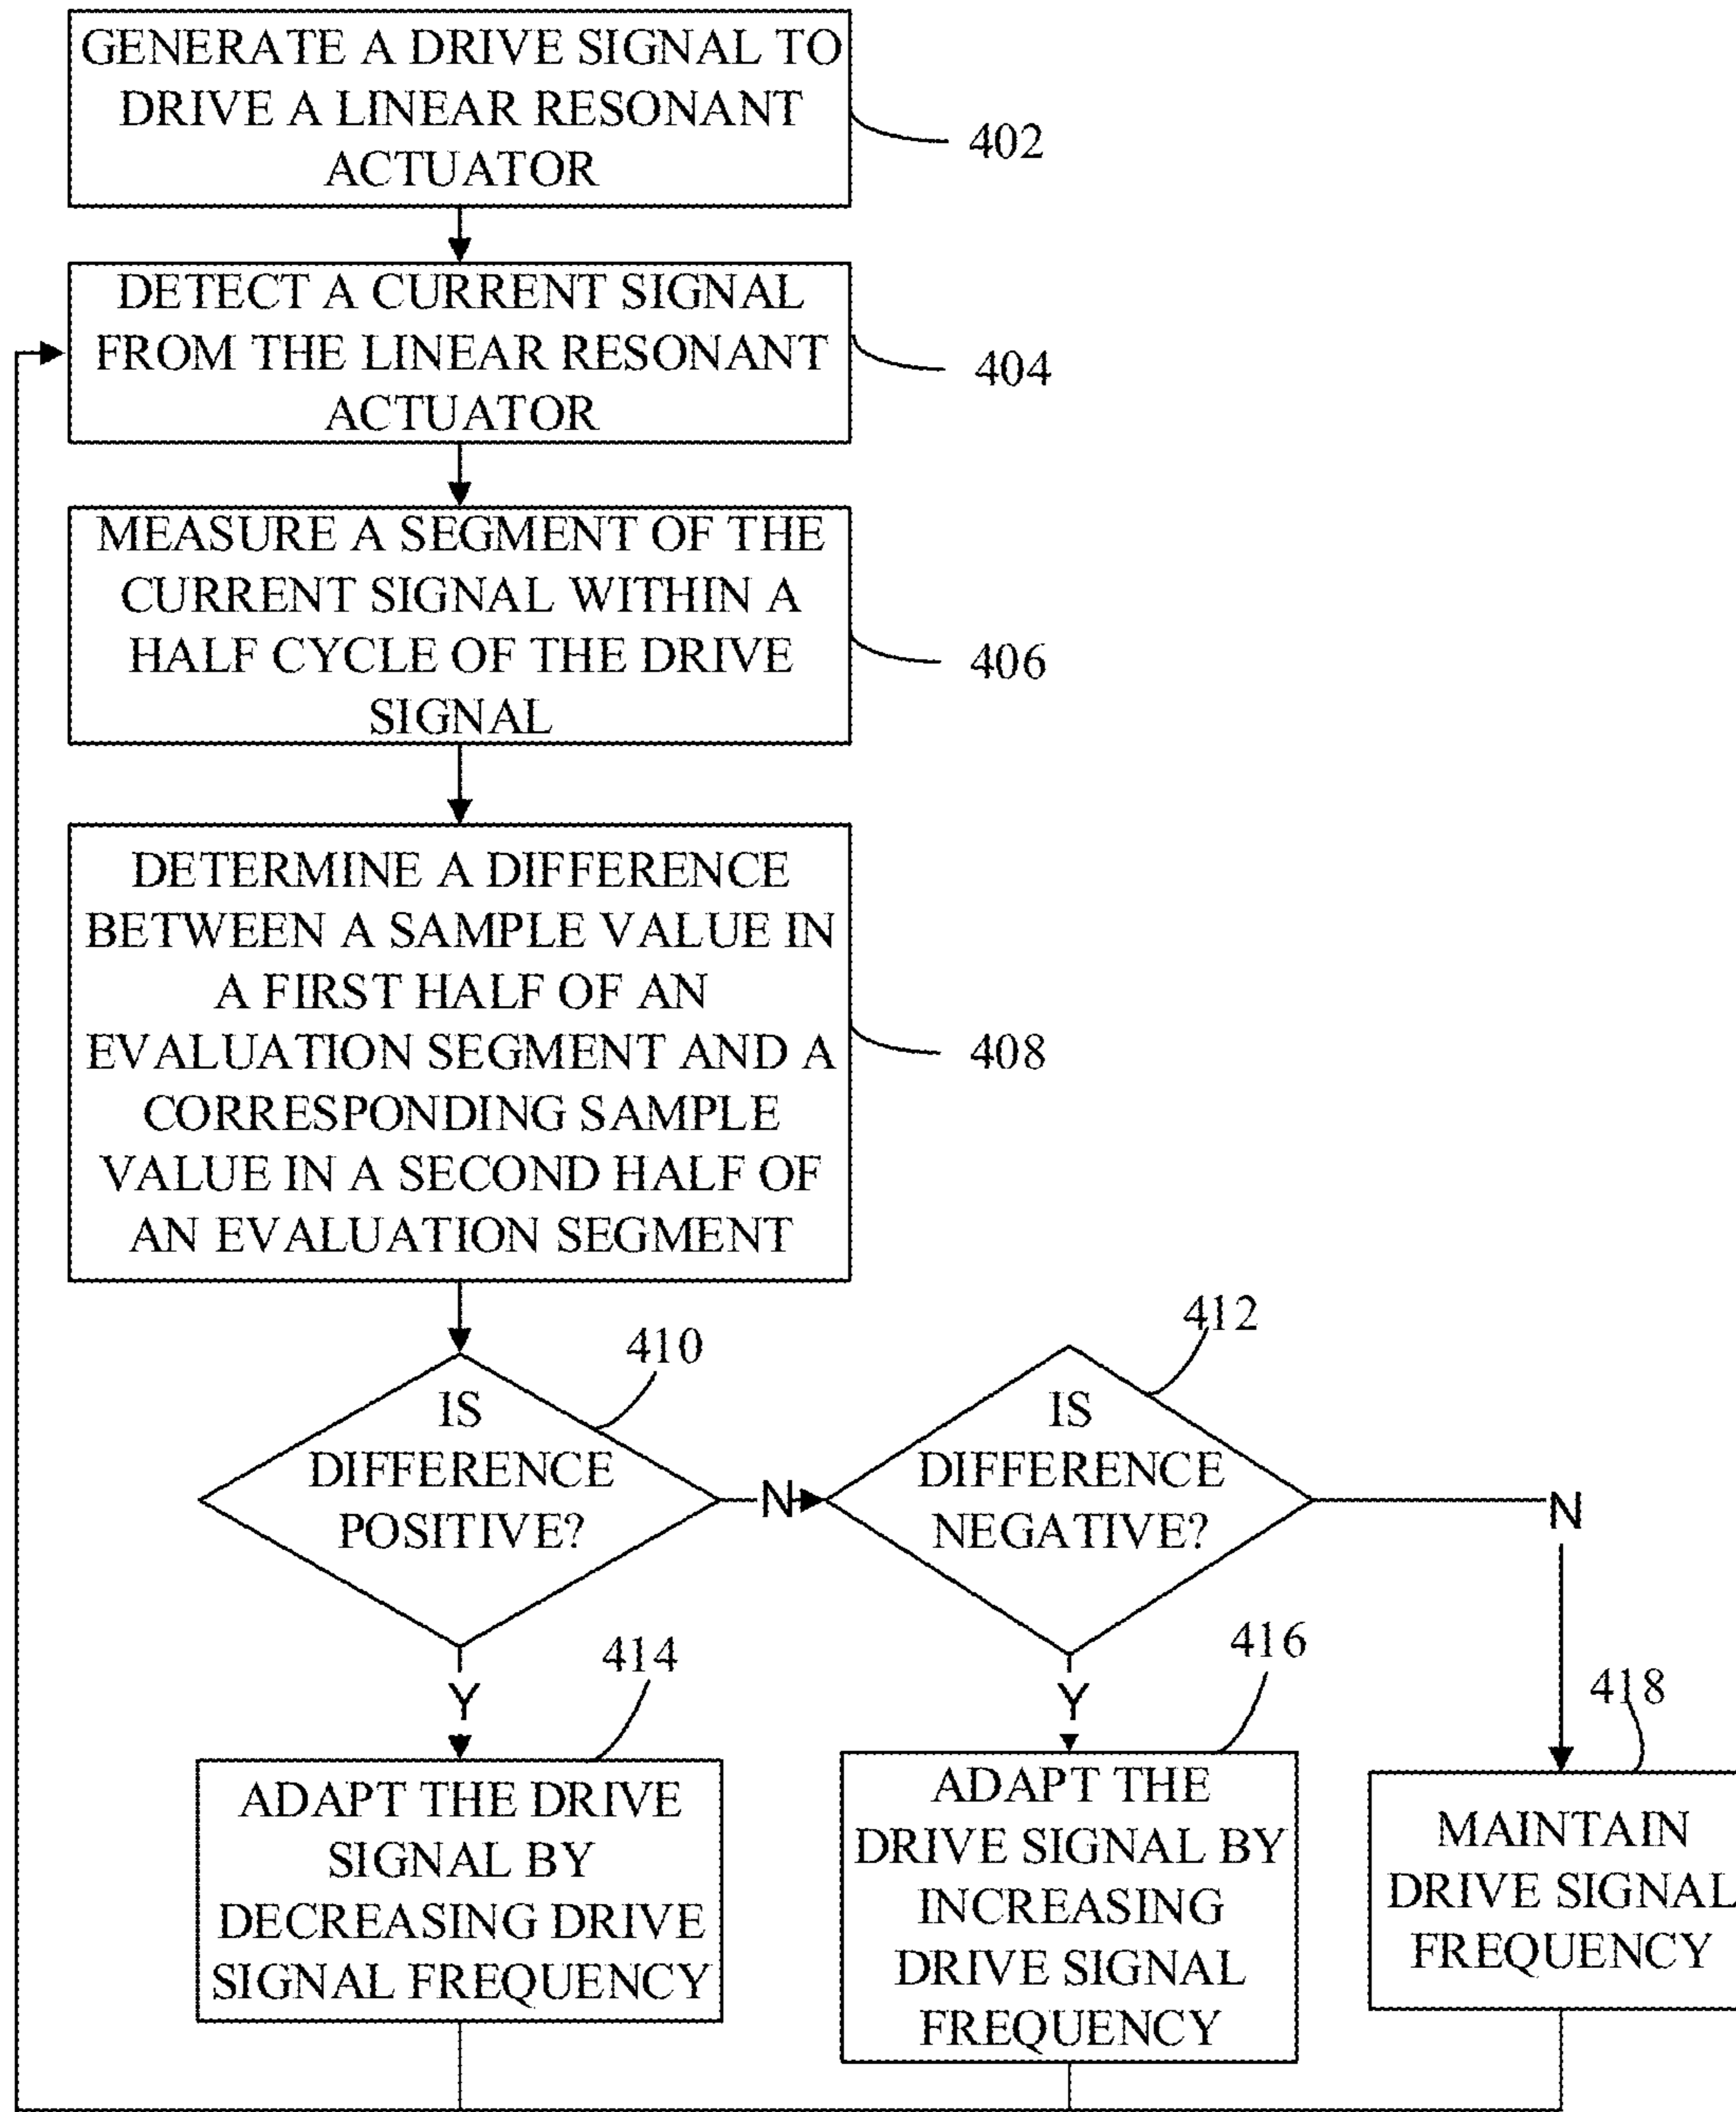 GENERATE A DRIVE SIGNAL TO
DRIVE A LINEAR RESONANT
ACTUATOR
402
DETECT A CURRENT SIGNAL
FROM THE LINEAR RESONANT
ACTUATOR
404
MEASURE A SEGMENT OF THE
CURRENT SIGNAL WITHIN A
HALF CYCLE OF THE DRIVE
SIGNAL
406
DETERMINE A DIFFERENCE
BETWEEN A SAMPLE VALUE IN
A FIRST HALF OF AN
EVALUATION SEGMENT AND A
CORRESPONDING SAMPLE
VALUE IN A SECOND HALF OF
AN EVALUATION SEGMENT
408
410
IS
DIFFERENCE
POSITIVE?
N
412
IS
DIFFERENCE
NEGATIVE?
N
Y
414
ADAPT THE DRIVE
SIGNAL BY
DECREASING DRIVE
SIGNAL FREQUENCY
Y
416
ADAPT THE
DRIVE SIGNAL BY
INCREASING
DRIVE SIGNAL
FREQUENCY
418
MAINTAIN
DRIVE SIGNAL
FREQUENCY